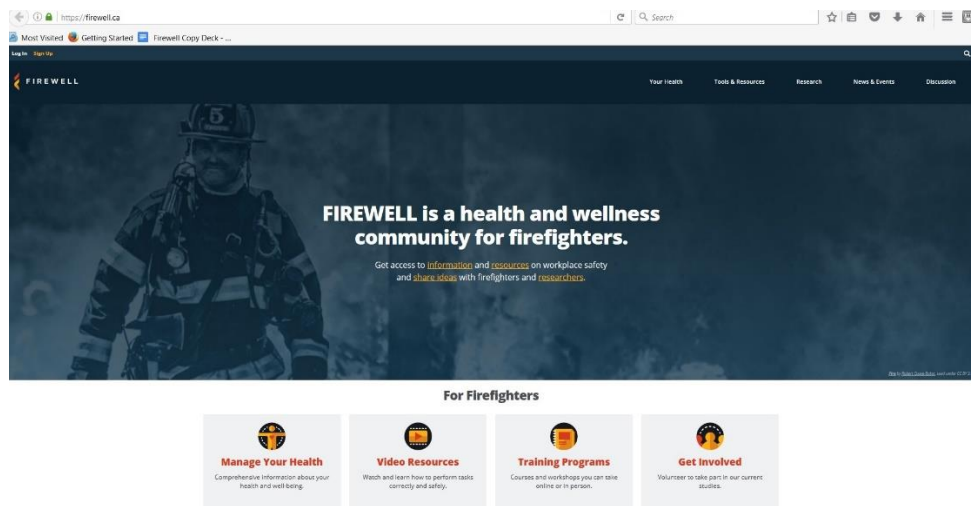 https://firewell.ca
Search
Most Visited Getting Started Firewell Copy Deck - ...
Log In Sign Up
FIREWELL
Your Health Tools & Resources Research News & Events Discussion
5
FIREWELL is a health and wellness
community for firefighters.
Get access to information and resources on workplace safety
and share ideas with firefighters and researchers.
For Firefighters
Manage Your Health
Comprehensive information about your
health and well-being.
Video Resources
Watch and learn how to perform tasks
correctly and safely.
Training Programs
Courses and workshops you can take
online or in person.
Get Involved
Volunteer to take part in our current
studies.